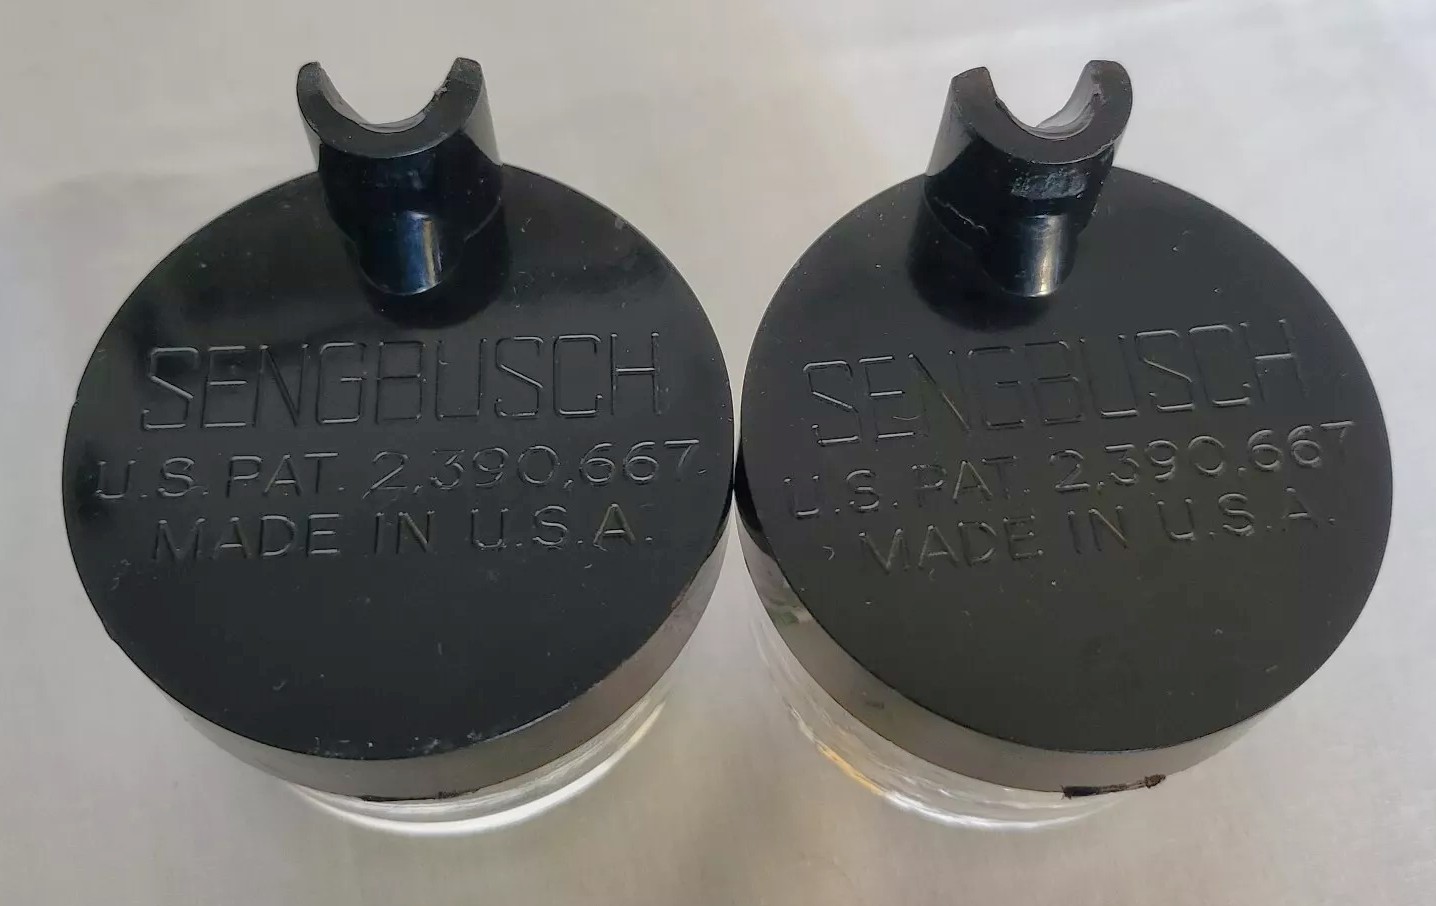 SENGBUSCH
U.S. PAT. 2,390,667
MADE IN U.S.A.
SENGBUSCH
U.S. PAT. 2,390,667
MADE IN U.S.A.